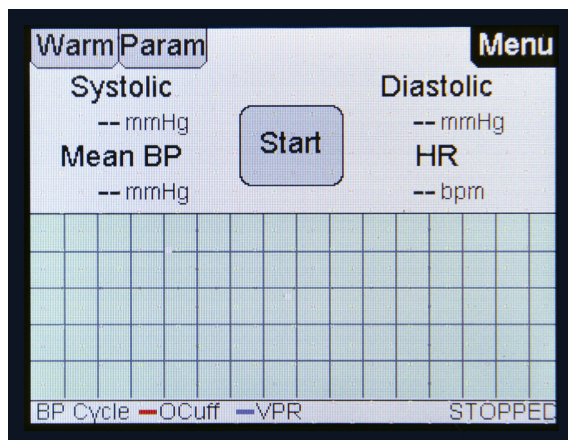 Warm Param Menu
Systolic Diastolic
-- mmHg -- mmHg
Start
Mean BP HR
-- mmHg -- bpm
BP Cycle OCuff VPR STOPPED